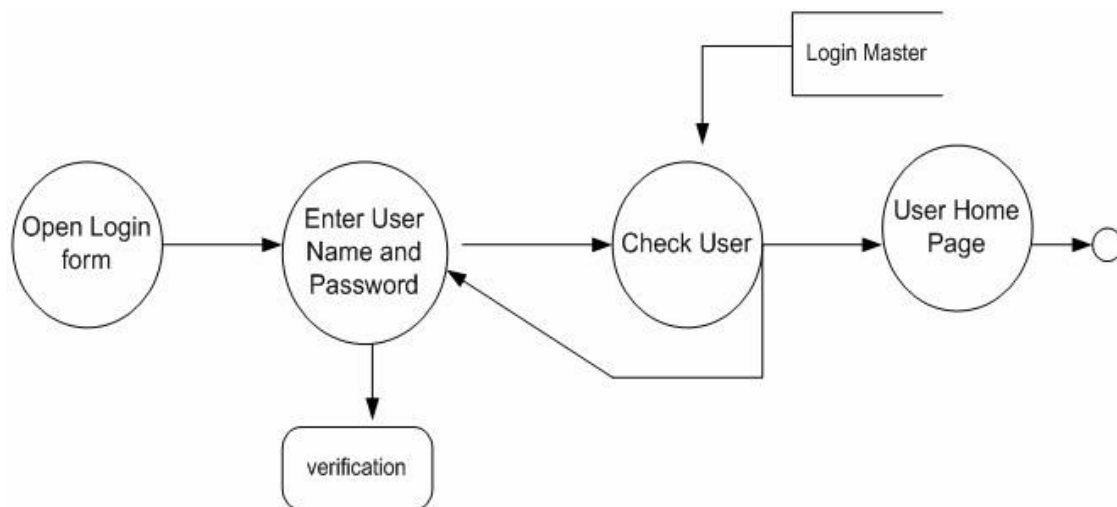 Login Master
Open Login
form
Enter User
Name and
Password
Check User
User Home
Page
verification